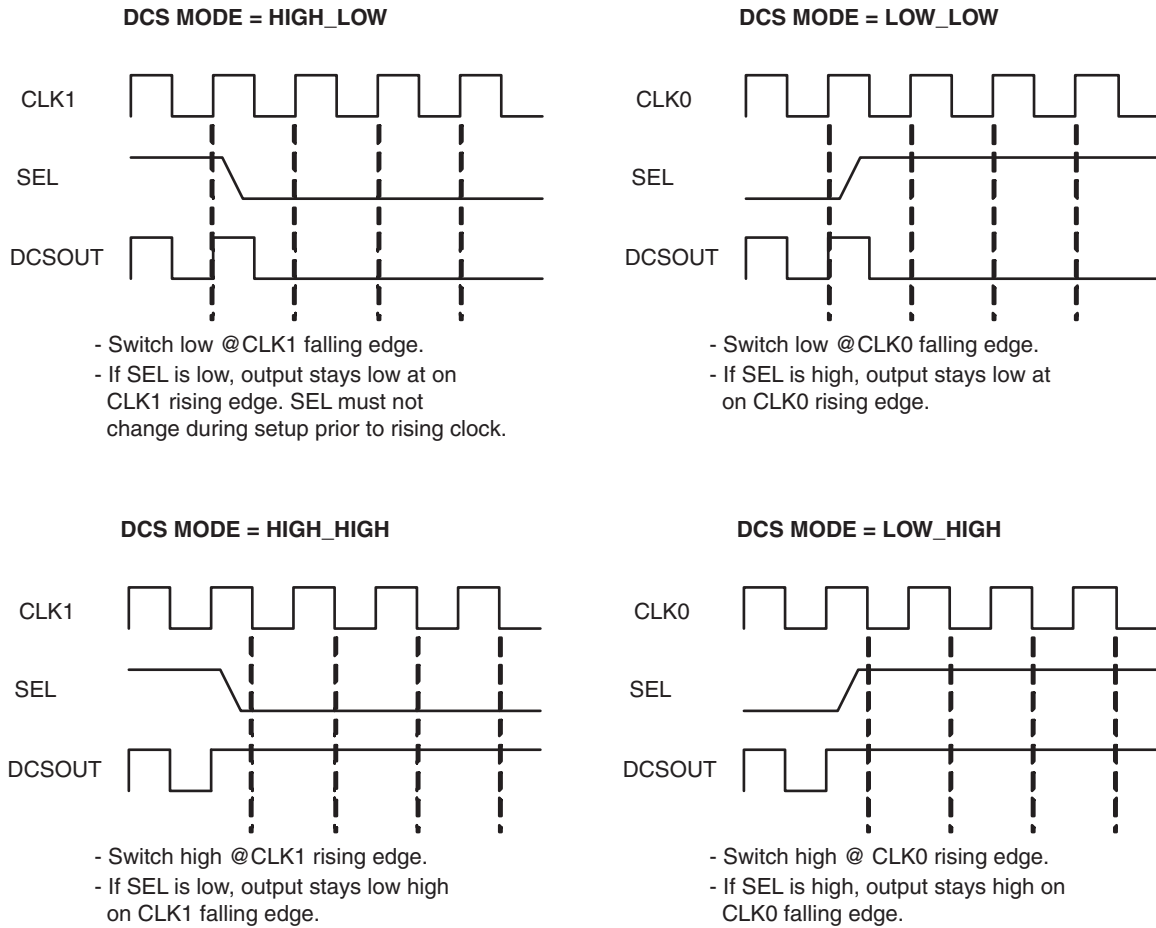 DCS MODE = HIGH_LOW
CLK1
SEL
DCSOUT
- Switch low @CLK1 falling edge.
- If SEL is low, output stays low at on
CLK1 rising edge. SEL must not
change during setup prior to rising clock.
DCS MODE = LOW_LOW
CLK0
SEL
DCSOUT
- Switch low @CLK0 falling edge.
- If SEL is high, output stays low at
on CLK0 rising edge.
DCS MODE = HIGH_HIGH
CLK1
SEL
DCSOUT
- Switch high @CLK1 rising edge.
- If SEL is low, output stays low high
on CLK1 falling edge.
DCS MODE = LOW_HIGH
CLK0
SEL
DCSOUT
- Switch high @ CLK0 rising edge.
- If SEL is high, output stays high on
CLK0 falling edge.